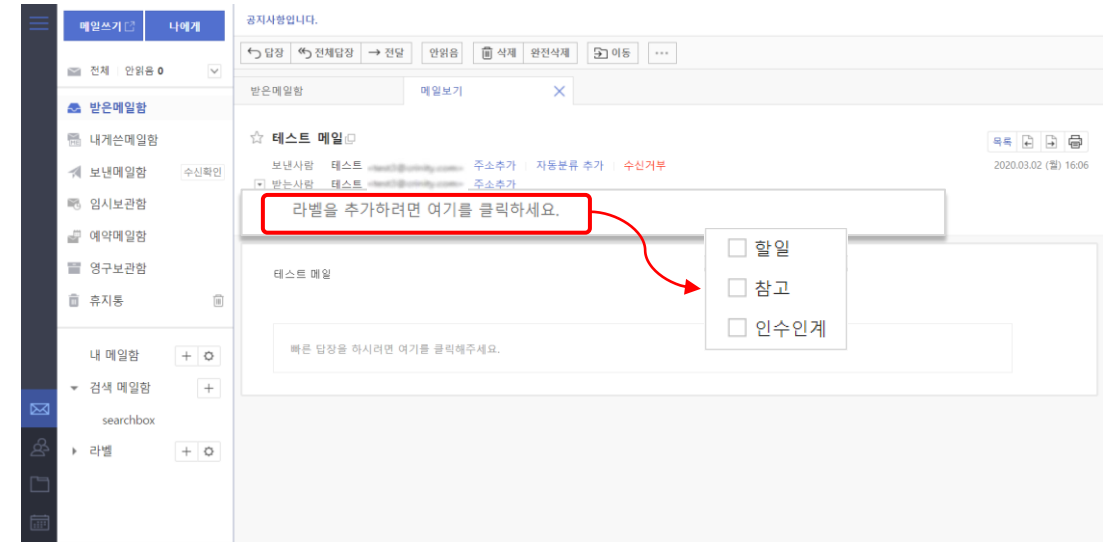 메일쓰기 나에게
전체 안읽음 0
받은메일함
내게쓴메일함
보낸메일함 수신확인
임시보관함
예약메일함
영구보관함
휴지통
내 메일함
검색 메일함
searchbox
라벨
공지사항입니다.
답장 전체답장 전달 안읽음 삭제 완전삭제 이동
받은메일함 메일보기
테스트 메일 목록
보낸사람 테스트 주소추가 자동분류 추가 수신거부 2020.03.02 (월) 16:06
받는사람 테스트 주소추가
라벨을 추가하려면 여기를 클릭하세요.
할일
참고
인수인계
테스트 메일
빠른 답장을 하시려면 여기를 클릭해주세요.